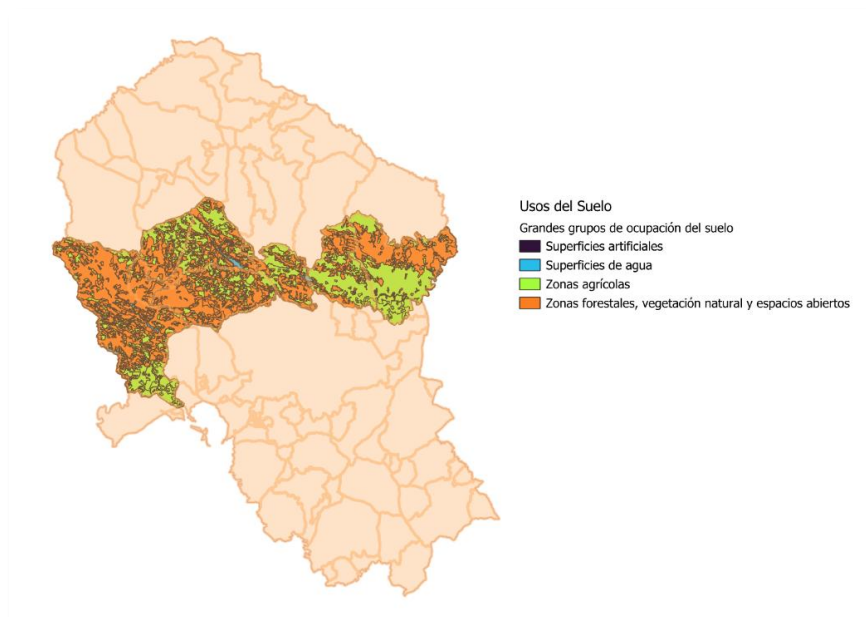 Usos del Suelo
Grandes grupos de ocupación del suelo
Superficies artificiales
Superficies de agua
Zonas agrícolas
Zonas forestales, vegetación natural y espacios abiertos